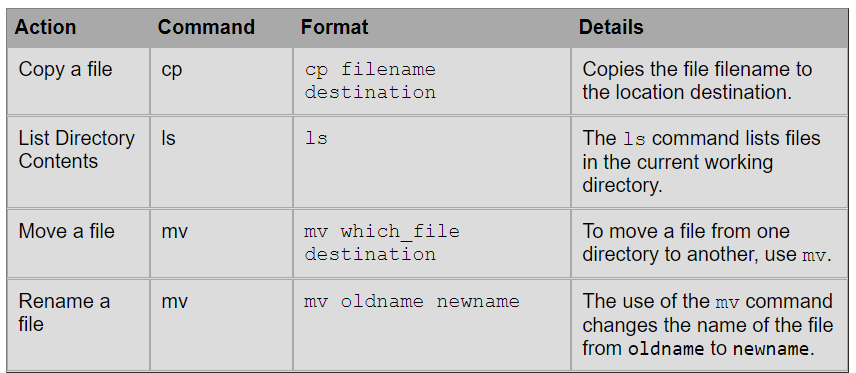 Action Command Format Details
Copy a file cp cp filename Copies the file filename to
destination the location destination.
List Directory ls ls The ls command lists files
Contents in the current working
directory.
Move a file mv mv which_file To move a file from one
destination directory to another, use mv.
Rename a mv mv oldname newname The use of the mv command
file changes the name of the file
from oldname to newname.